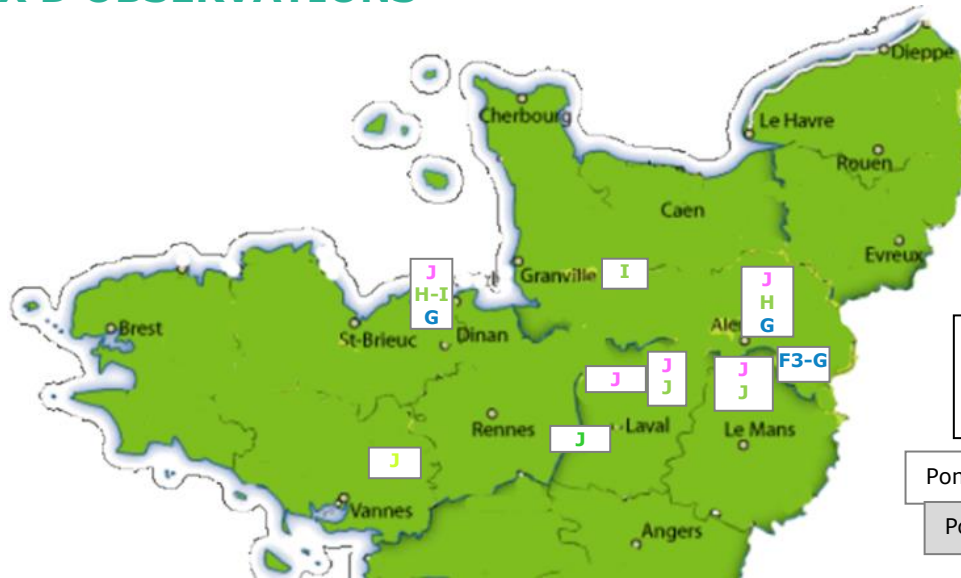 D'OBSERVATIONS
Dieppe
Cherbourg
Le Havre
Rouen
Caen
Evreux
Granville
I
J
H-I
G
J
H
G
Brest
St-Brieuc
Dinan
F3-G
J
J
J
J
J
Rennes
J
Laval
Le Mans
J
Vannes
Angers